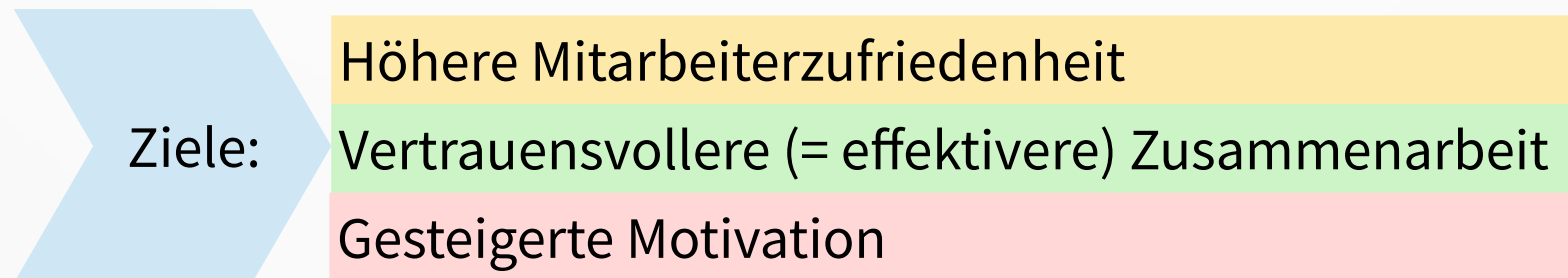 Ziele:
Höhere Mitarbeiterzufriedenheit
Vertrauensvollere (= effektivere) Zusammenarbeit
Gesteigerte Motivation